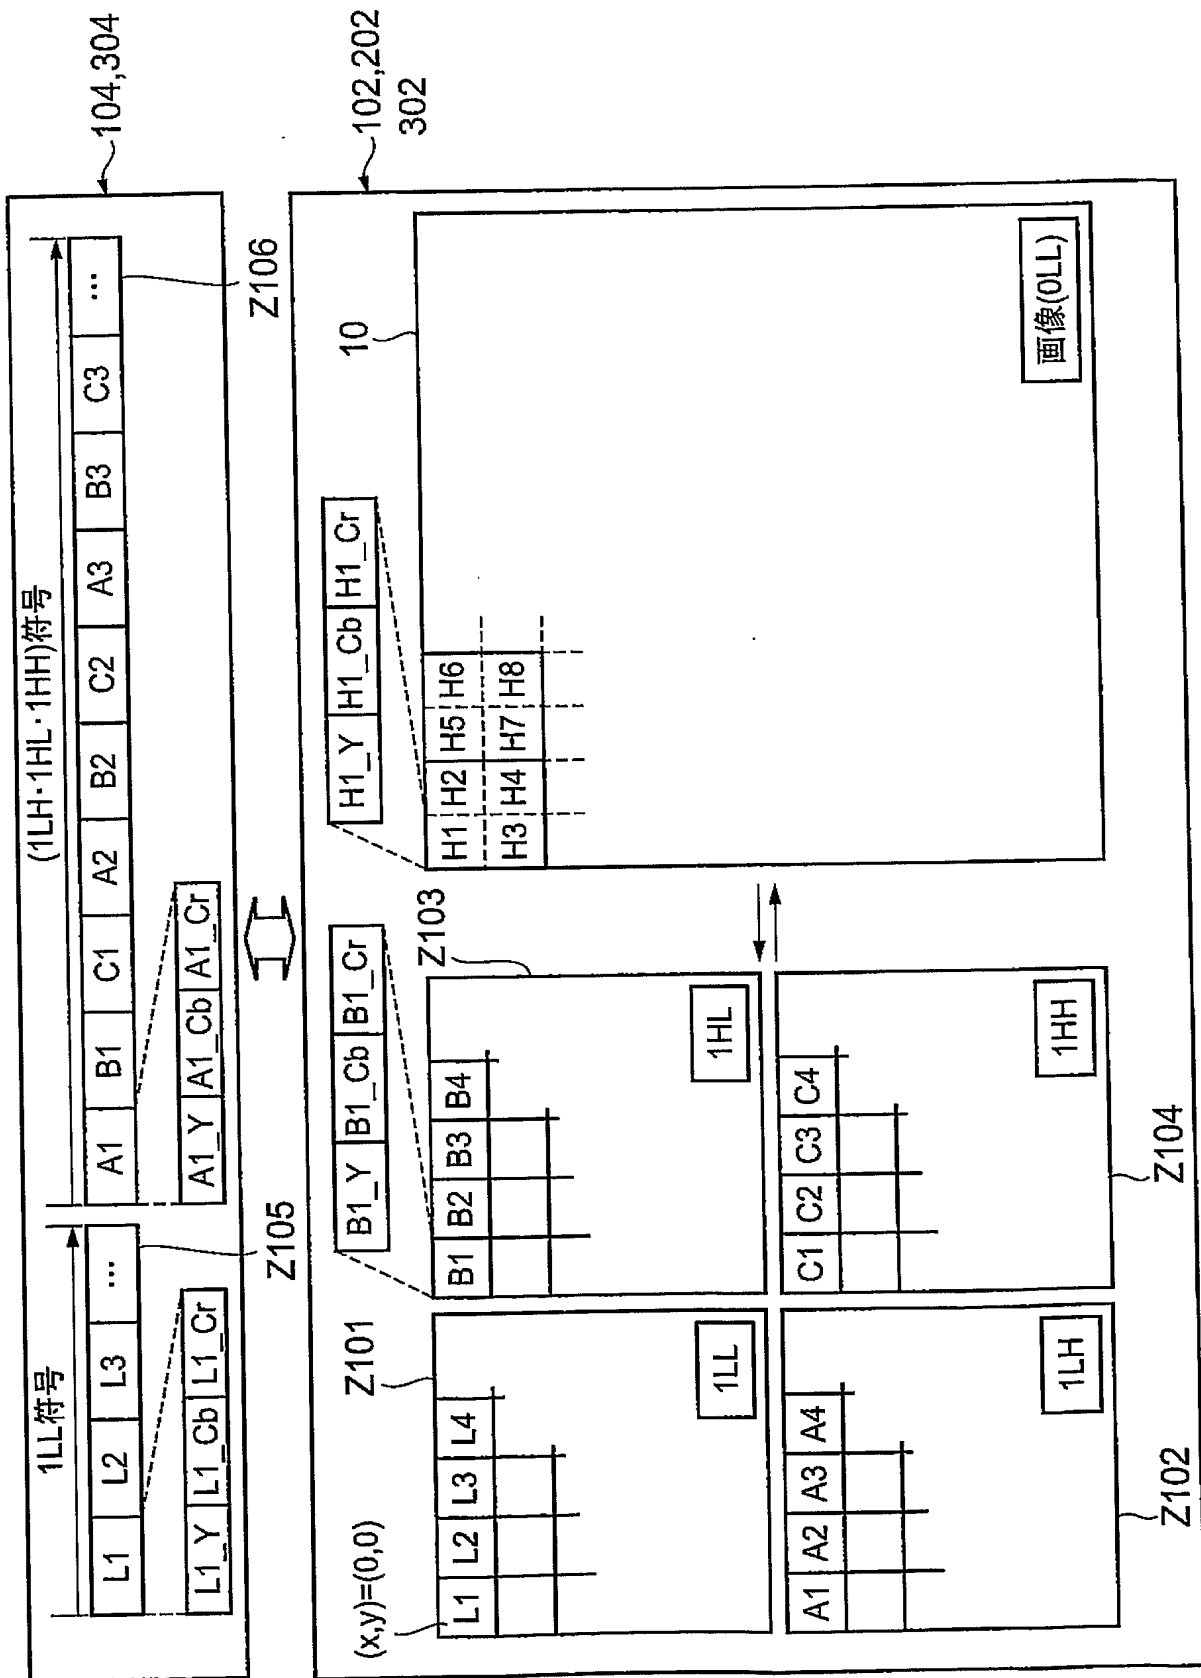 104,304
1LL符号
(1LH·1HL·1HH)符号
L1 L2 L3 ... A1 B1 C1 A2 B2 C2 A3 B3 C3 ...
L1_Y L1_Cb L1_Cr
A1_Y A1_Cb A1_Cr
Z105
Z106
102,202
302
B1_Y B1_Cb B1_Cr
H1_Y H1_Cb H1_Cr
(x,y)=(0,0)
Z101
Z103
10
L1 L2 L3 L4
B1 B2 B3 B4
H1 H2 H5 H6
H3 H4 H7 H8
1LL
1HL
A1 A2 A3 A4
C1 C2 C3 C4
1LH
1HH
画像(0LL)
Z102
Z104